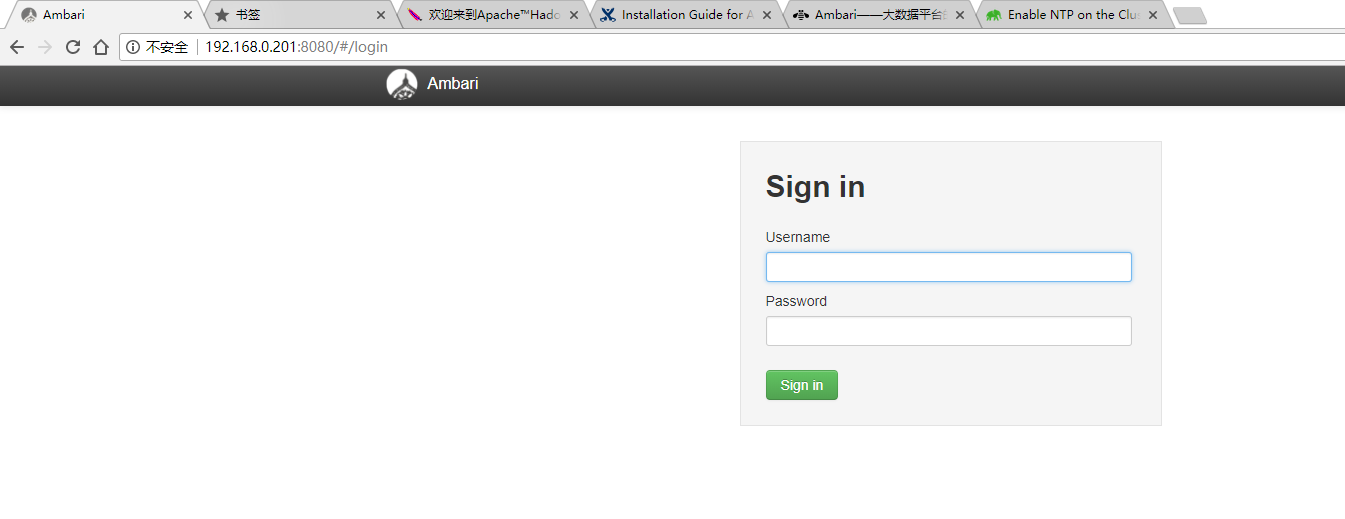 Ambari
书签
欢迎来到Apache™Hado
Installation Guide for A
Ambari——大数据平台
Enable NTP on the Clu
不安全 192.168.0.201:8080/#/login
Ambari
Sign in
Username
Password
Sign in